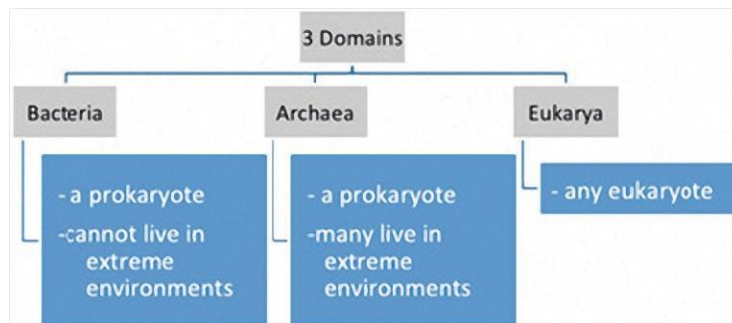 3 Domains
Bacteria
Archaea
Eukarya
- a prokaryote
-cannot live in
extreme
environments
- a prokaryote
-many live in
extreme
environments
- any eukaryote